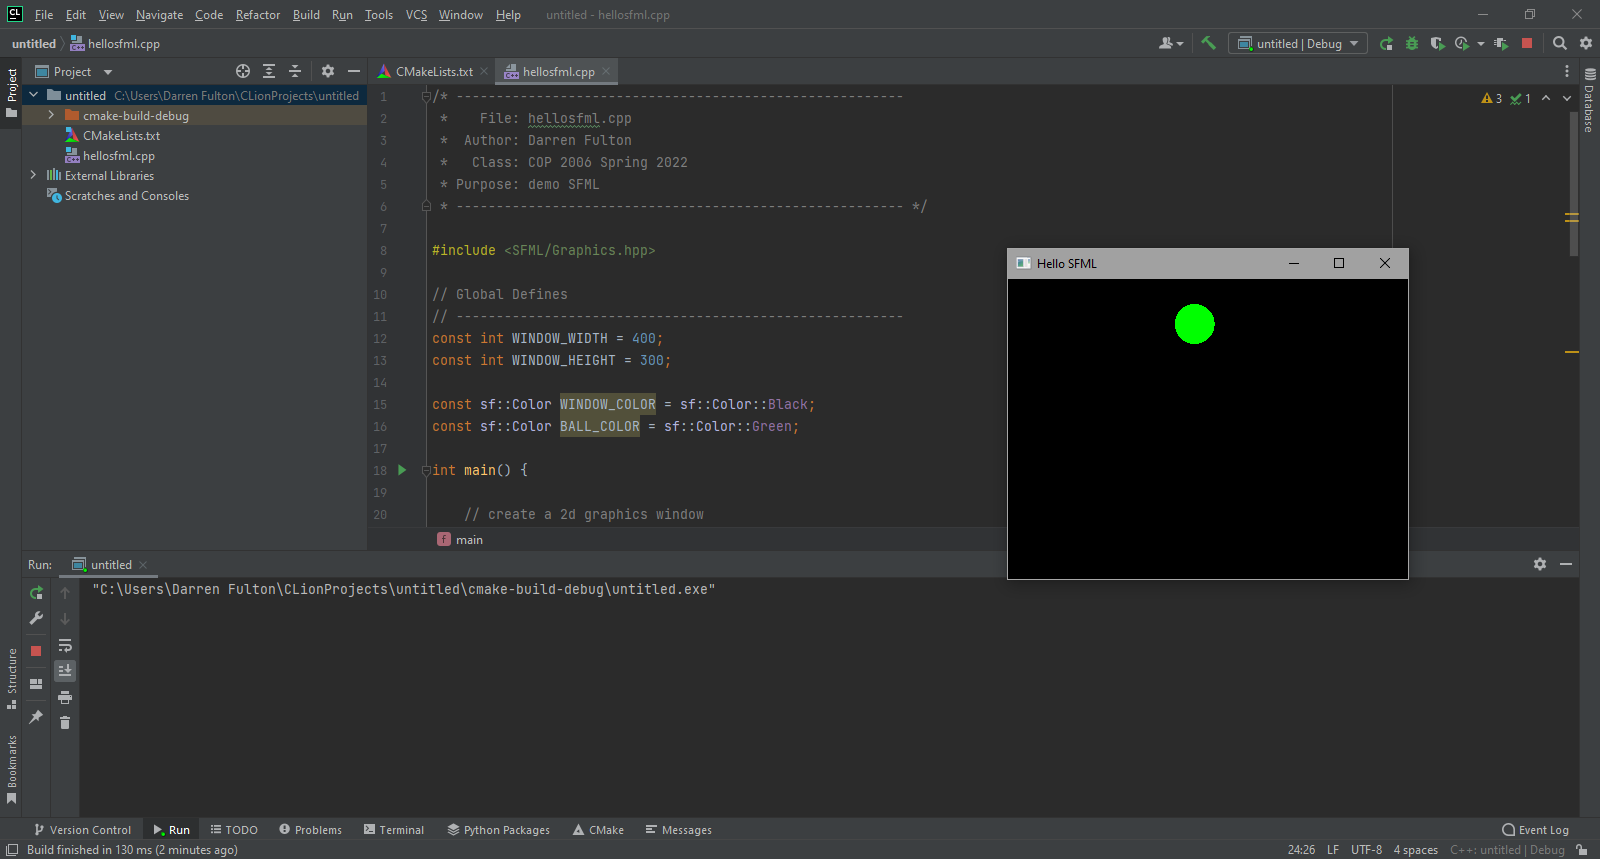 CL File Edit View Navigate Code Refactor Build Run Tools VCS Window Help untitled - hellosfml.cpp
untitled hellosfml.cpp untitled | Debug
Project
Project CMakeLists.txt hellosfml.cpp
untitled C:\Users\Darren Fulton\CLionProjects\untitled
cmake-build-debug
CMakeLists.txt
hellosfml.cpp
External Libraries
Scratches and Consoles
1 /* --------------------------------------------------------
2 * File: hellosfml.cpp
3 * Author: Darren Fulton
4 * Class: COP 2006 Spring 2022
5 * Purpose: demo SFML
6 * -------------------------------------------------------- */
7
8 #include <SFML/Graphics.hpp>
9
10 // Global Defines
11 // --------------------------------------------------------
12 const int WINDOW_WIDTH = 400;
13 const int WINDOW_HEIGHT = 300;
14
15 const sf::Color WINDOW_COLOR = sf::Color::Black;
16 const sf::Color BALL_COLOR = sf::Color::Green;
17
18 int main() {
19
20 // create a 2d graphics window
f main
3 1
Database
Hello SFML
Run: untitled
"C:\Users\Darren Fulton\CLionProjects\untitled\cmake-build-debug\untitled.exe"
Structure
Bookmarks
Version Control Run TODO Problems Terminal Python Packages CMake Messages Event Log
Build finished in 130 ms (2 minutes ago) 24:26 LF UTF-8 4 spaces C++: untitled | Debug